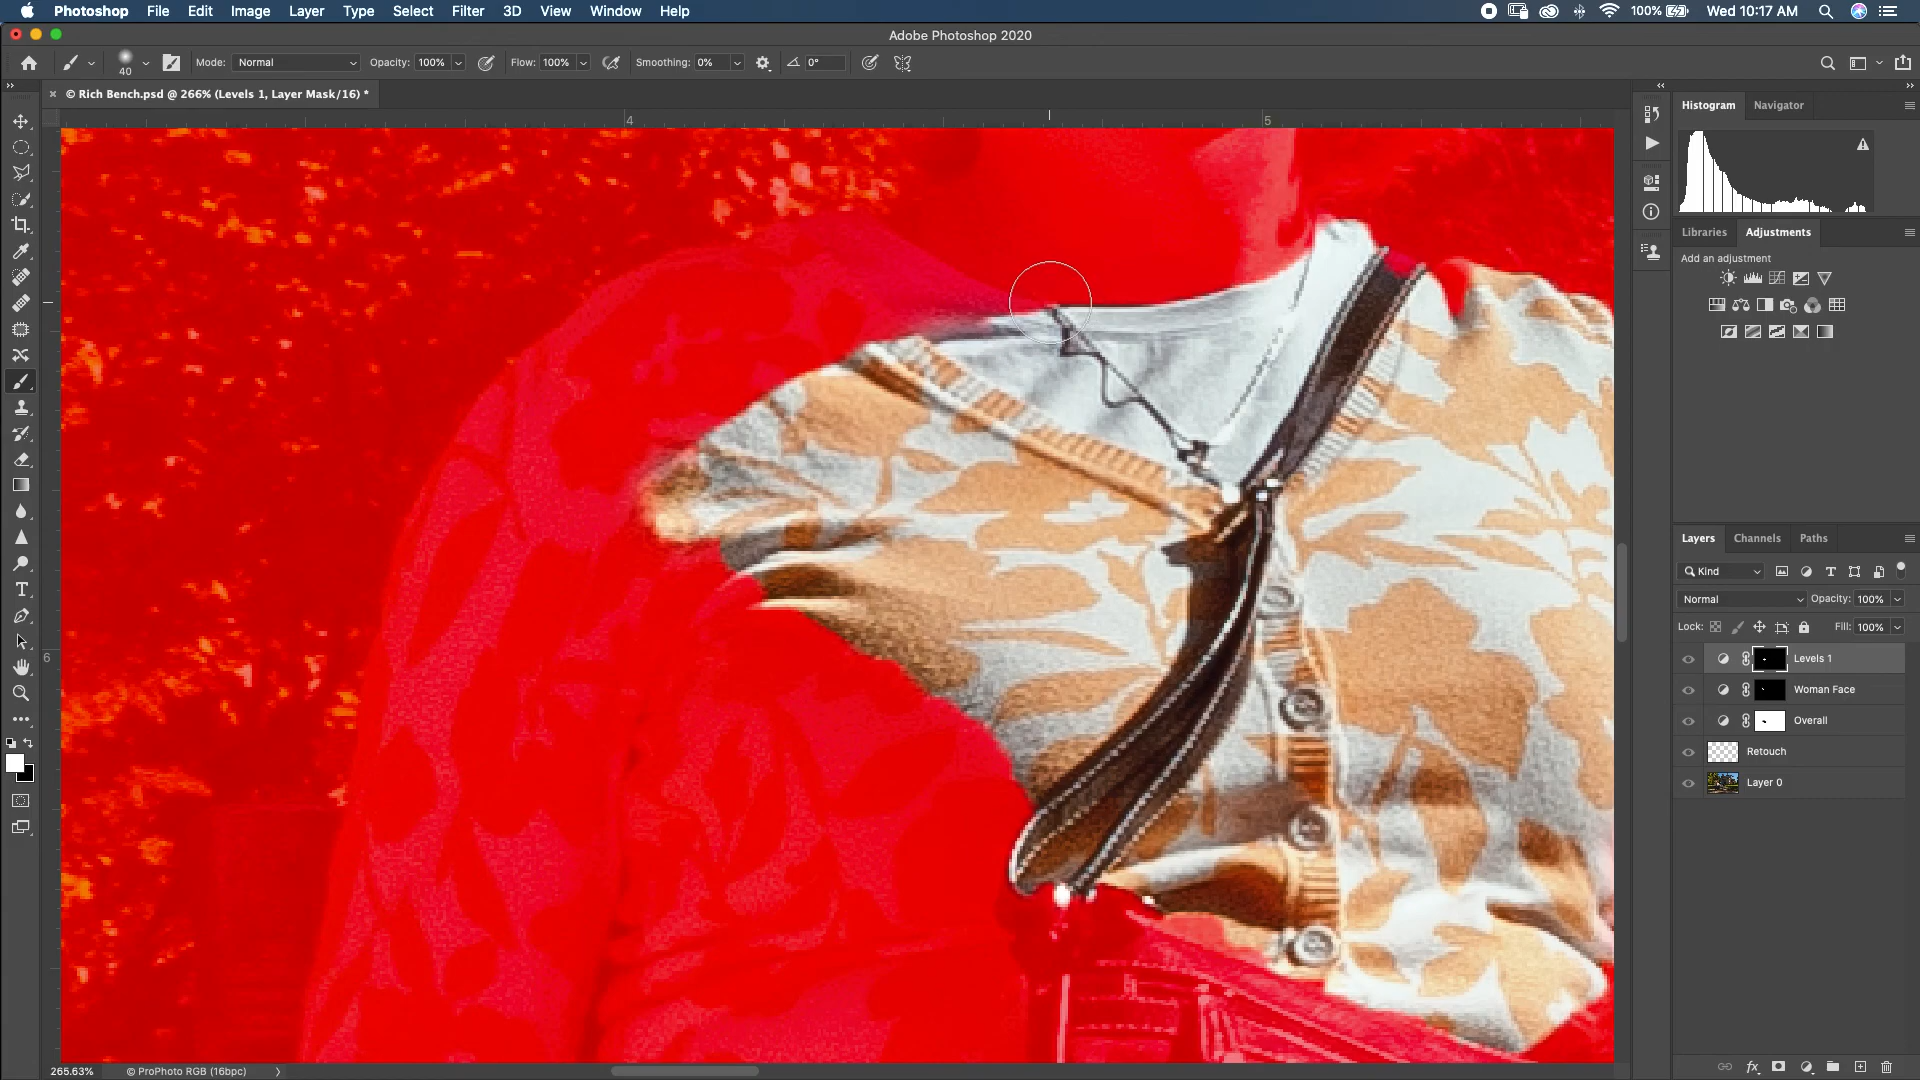 Photoshop File Edit Image Layer Type Select Filter 3D View Window Help 100% Wed 10:17 AM
Adobe Photoshop 2020
40 Mode: Normal Opacity: 100% Flow: 100% Smoothing: 0% 0°
© Rich Bench.psd @ 266% (Levels 1, Layer Mask/16) *
Histogram Navigator
4 5
Libraries Adjustments
Add an adjustment
Layers Channels Paths
Kind
Normal Opacity: 100%
Lock: Fill: 100%
6
Levels 1
Woman Face
Overall
Retouch
Layer 0
265.63% © ProPhoto RGB (16bpc)